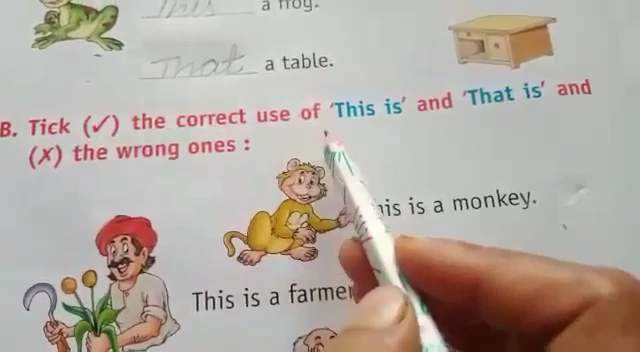 This a frog.
That a table.
B. Tick (✓) the correct use of 'This is' and 'That is' and
(✗) the wrong ones :
This is a monkey.
This is a farmer